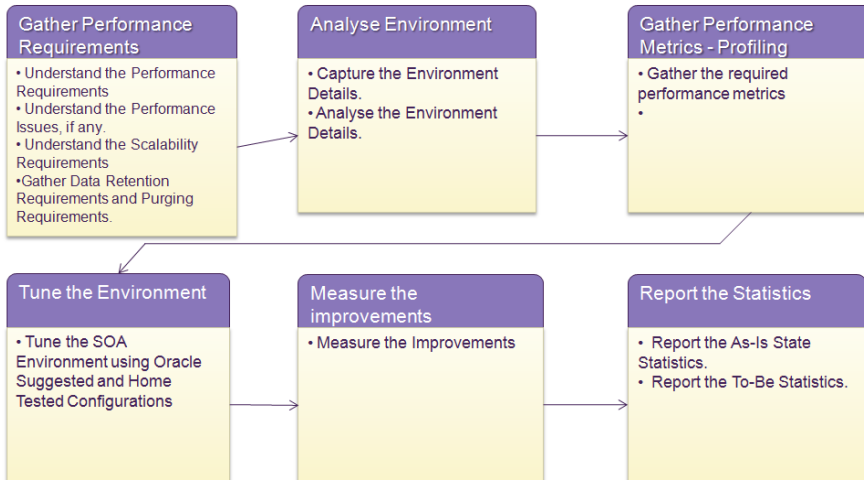 Gather Performance
Requirements
• Understand the Performance
Requirements
• Understand the Performance
Issues, if any.
• Understand the Scalability
Requirements
•Gather Data Retention
Requirements and Purging
Requirements.
Analyse Environment
• Capture the Environment
Details.
• Analyse the Environment
Details.
Gather Performance
Metrics - Profiling
• Gather the required
performance metrics
•
Tune the Environment
• Tune the SOA
Environment using Oracle
Suggested and Home
Tested Configurations
Measure the
improvements
• Measure the Improvements
Report the Statistics
• Report the As-Is State
Statistics.
• Report the To-Be Statistics.